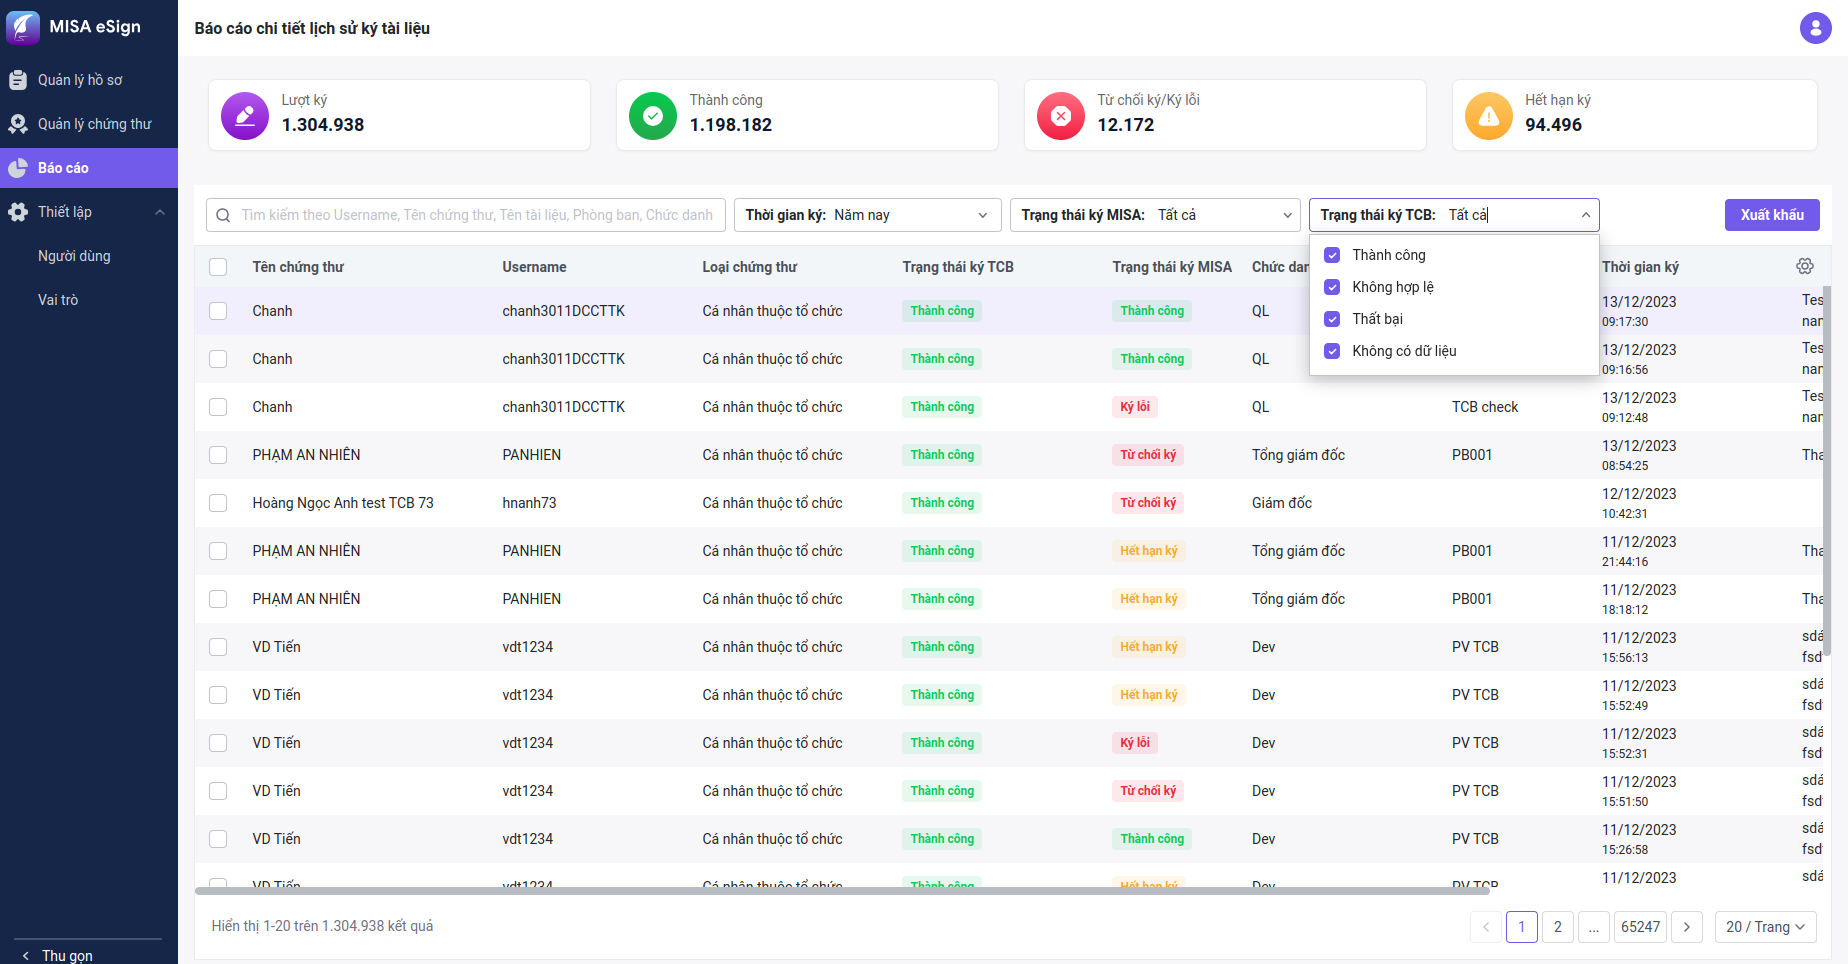 MISA eSign
Quản lý hồ sơ
Quản lý chứng thư
Báo cáo
Thiết lập
Người dùng
Vai trò
Thu gọn
Báo cáo chi tiết lịch sử ký tài liệu
Lượt ký
1.304.938
Thành công
1.198.182
Từ chối ký/Ký lỗi
12.172
Hết hạn ký
94.496
Tìm kiếm theo Username, Tên chứng thư, Tên tài liệu, Phòng ban, Chức danh
Thời gian ký: Năm nay
Trạng thái ký MISA: Tất cả
Trạng thái ký TCB: Tất cả
Xuất khẩu
Thành công
Không hợp lệ
Thất bại
Không có dữ liệu
Tên chứng thư Username Loại chứng thư Trạng thái ký TCB Trạng thái ký MISA Chức dan Thời gian ký
Chanh chanh3011DCCTTK Cá nhân thuộc tổ chức Thành công Thành công QL 13/12/2023 09:17:30 Tes nan
Chanh chanh3011DCCTTK Cá nhân thuộc tổ chức Thành công Thành công QL 13/12/2023 09:16:56 Tes nan
Chanh chanh3011DCCTTK Cá nhân thuộc tổ chức Thành công Ký lỗi QL TCB check 13/12/2023 09:12:48 Tes nan
PHẠM AN NHIÊN PANHIEN Cá nhân thuộc tổ chức Thành công Từ chối ký Tổng giám đốc PB001 13/12/2023 08:54:25 Tha
Hoàng Ngọc Anh test TCB 73 hnanh73 Cá nhân thuộc tổ chức Thành công Từ chối ký Giám đốc 12/12/2023 10:42:31
PHẠM AN NHIÊN PANHIEN Cá nhân thuộc tổ chức Thành công Hết hạn ký Tổng giám đốc PB001 11/12/2023 21:44:16 Tha
PHẠM AN NHIÊN PANHIEN Cá nhân thuộc tổ chức Thành công Hết hạn ký Tổng giám đốc PB001 11/12/2023 18:18:12 Tha
VD Tiến vdt1234 Cá nhân thuộc tổ chức Thành công Hết hạn ký Dev PV TCB 11/12/2023 15:56:13 sdá fsd
VD Tiến vdt1234 Cá nhân thuộc tổ chức Thành công Hết hạn ký Dev PV TCB 11/12/2023 15:52:49 sdá fsd
VD Tiến vdt1234 Cá nhân thuộc tổ chức Thành công Ký lỗi Dev PV TCB 11/12/2023 15:52:31 sdá fsd
VD Tiến vdt1234 Cá nhân thuộc tổ chức Thành công Từ chối ký Dev PV TCB 11/12/2023 15:51:50 sdá fsd
VD Tiến vdt1234 Cá nhân thuộc tổ chức Thành công Thành công Dev PV TCB 11/12/2023 15:26:58 sdá fsd
VD Tiến vdt1234 Cá nhân thuộc tổ chức Thành công Hết hạn ký Dev PV TCB 11/12/2023 sdá
Hiển thị 1-20 trên 1.304.938 kết quả
1 2 ... 65247 20 / Trang